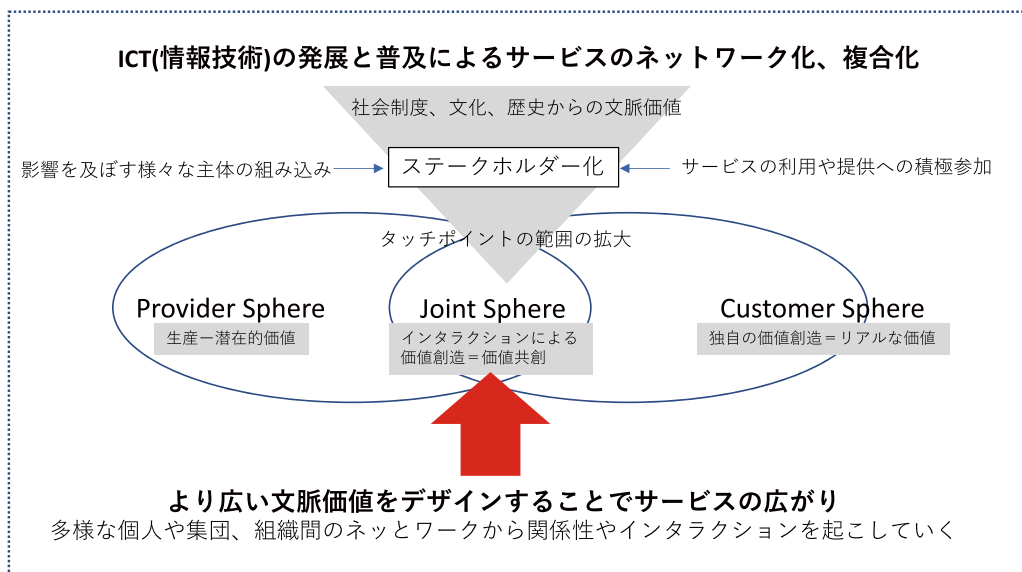 ICT(情報技術)の発展と普及によるサービスのネットワーク化、複合化
社会制度、文化、歴史からの文脈価値
影響を及ぼす様々な主体の組み込み
ステークホルダー化
サービスの利用や提供への積極参加
タッチポイントの範囲の拡大
Provider Sphere
Joint Sphere
Customer Sphere
生産ー潜在的価値
インタラクションによる
価値創造＝価値共創
独自の価値創造＝リアルな価値
より広い文脈価値をデザインすることでサービスの広がり
多様な個人や集団、組織間のネッとワークから関係性やインタラクションを起こしていく